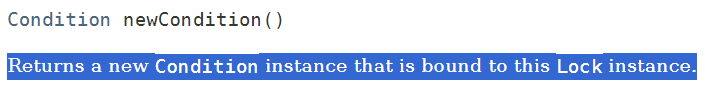 Condition newCondition()
Returns a new Condition instance that is bound to this Lock instance.